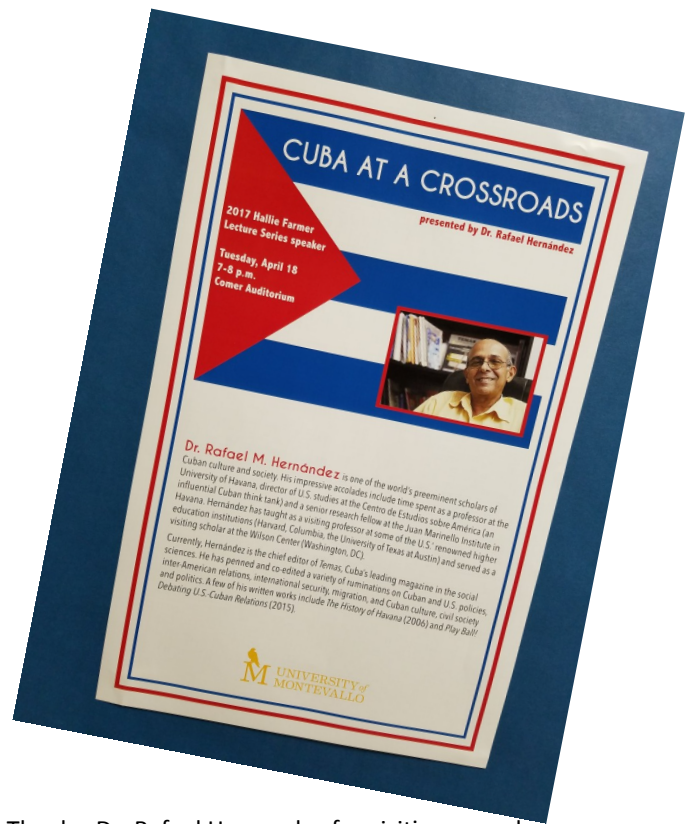 CUBA AT A CROSSROADS
presented by Dr. Rafael Hernández
2017 Hallie Farmer
Lecture Series speaker
Tuesday, April 18
7-8 p.m.
Comer Auditorium
Dr. Rafael M. Hernández is one of the world's preeminent scholars of
Cuban culture and society. His impressive accolades include time spent as a professor at the
University of Havana, director of U.S. studies at the Centro de Estudios sobre América (an
influential Cuban think tank) and a senior research fellow at the Juan Marinello Institute in
Havana. Hernández has taught as a visiting professor at some of the U.S.' renowned higher
education institutions (Harvard, Columbia, the University of Texas at Austin) and served as a
visiting scholar at the Wilson Center (Washington, DC).
Currently, Hernández is the chief editor of Temas, Cuba's leading magazine in the social
sciences. He has penned and co-edited a variety of ruminations on Cuban and U.S. policies,
inter-American relations, international security, migration, and Cuban culture, civil society
and politics. A few of his written works include The History of Havana (2006) and Play Ball!
Debating U.S.-Cuban Relations (2015).
M UNIVERSITY of
MONTEVALLO